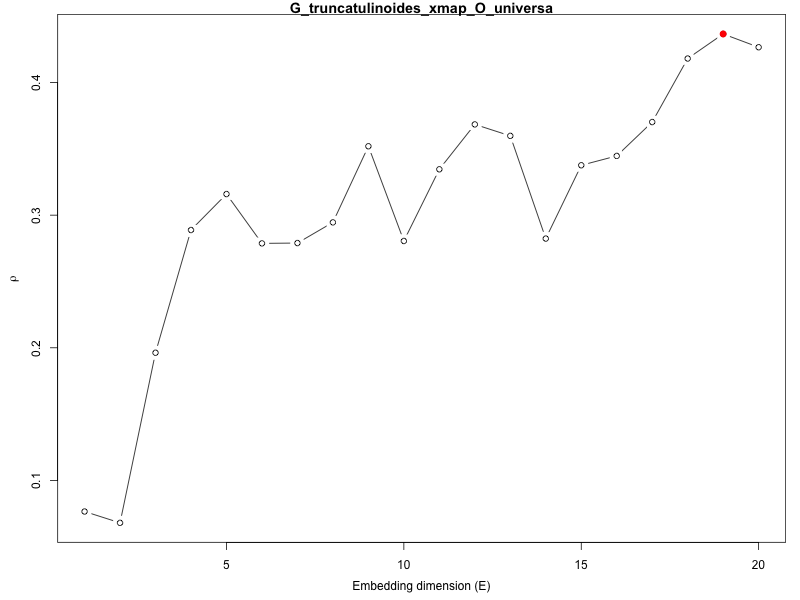 G_truncatulinoides_xmap_O_universa
0.4
0.3
0.2
0.1
ρ
5
10
15
20
Embedding dimension (E)